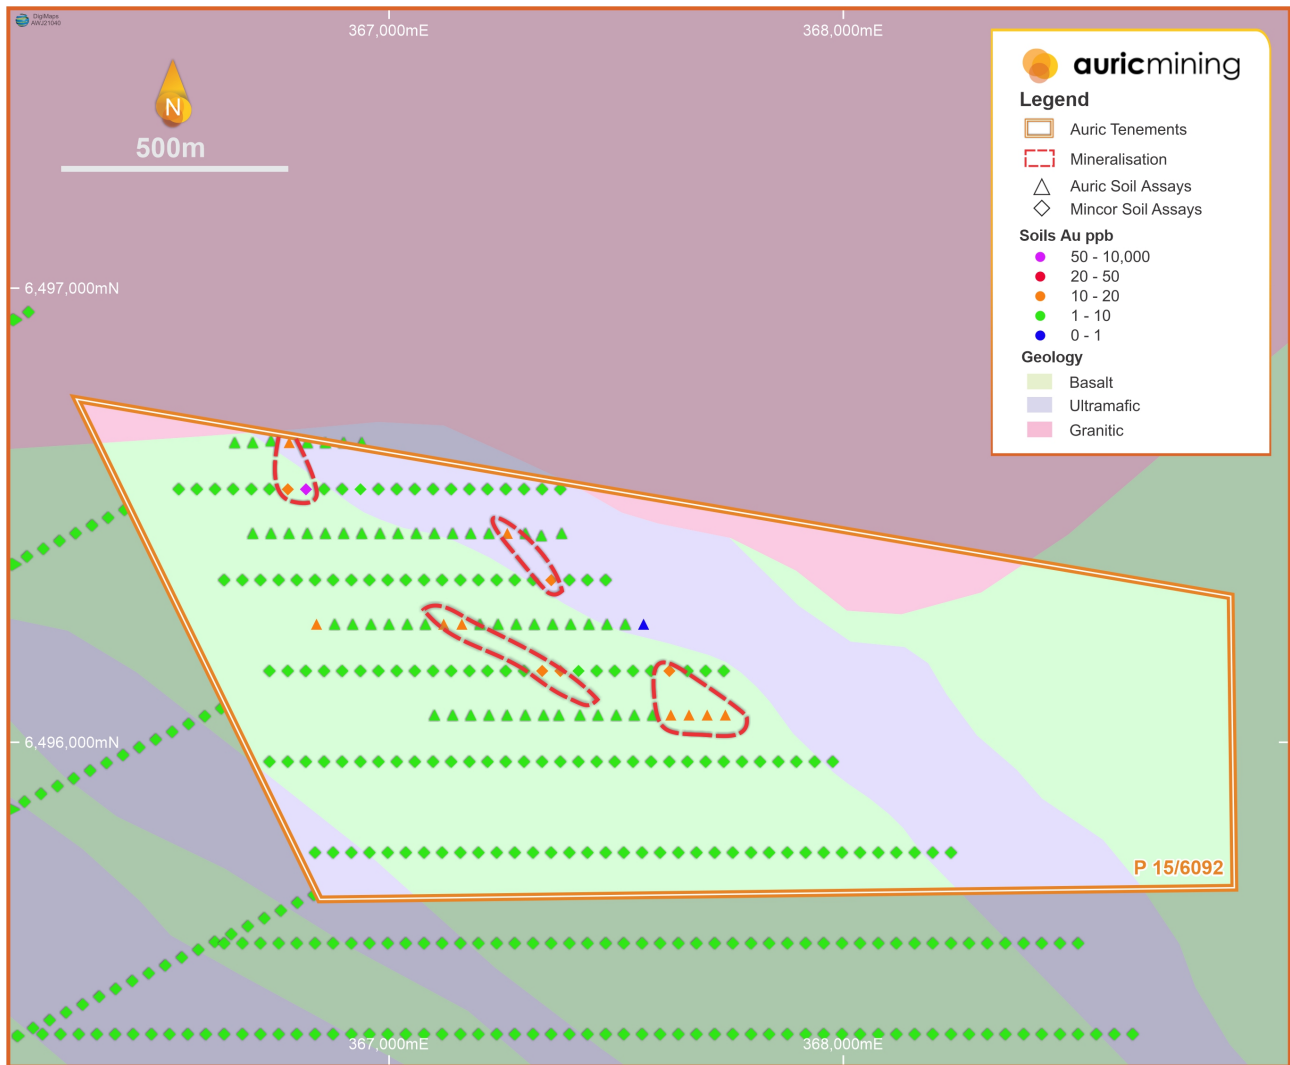 DigiMaps
AWJ21040
367,000mE
368,000mE
N
500m
auricmining
Legend
Auric Tenements
Mineralisation
Auric Soil Assays
Mincor Soil Assays
Soils Au ppb
50 - 10,000
20 - 50
10 - 20
1 - 10
0 - 1
Geology
Basalt
Ultramafic
Granitic
6,497,000mN
6,496,000mN
P 15/6092
367,000mE
368,000mE